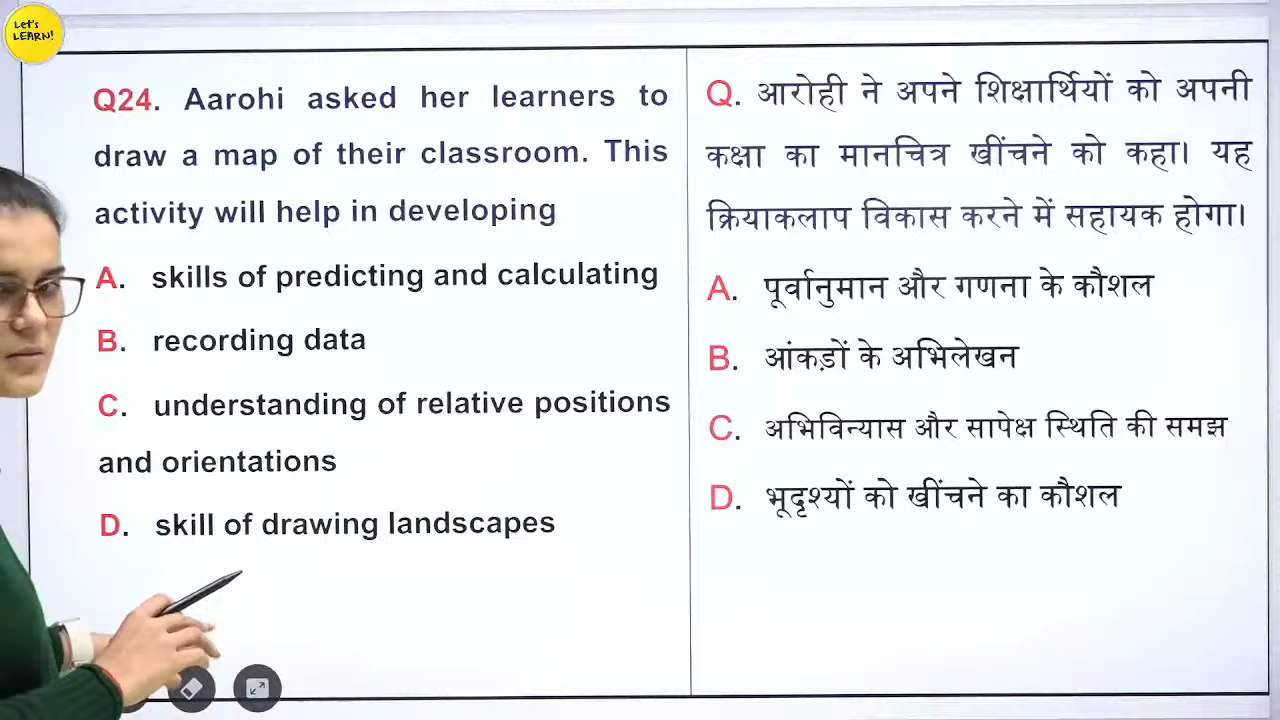 Let's
LEARN!
Q24. Aarohi asked her learners to
draw a map of their classroom. This
activity will help in developing
A. skills of predicting and calculating
B. recording data
C. understanding of relative positions
and orientations
D. skill of drawing landscapes
Q. आरोही ने अपने शिक्षार्थियों को अपनी
कक्षा का मानचित्र खींचने को कहा। यह
क्रियाकलाप विकास करने में सहायक होगा।
A. पूर्वानुमान और गणना के कौशल
B. आंकड़ों के अभिलेखन
C. अभिविन्यास और सापेक्ष स्थिति की समझ
D. भूदृश्यों को खींचने का कौशल